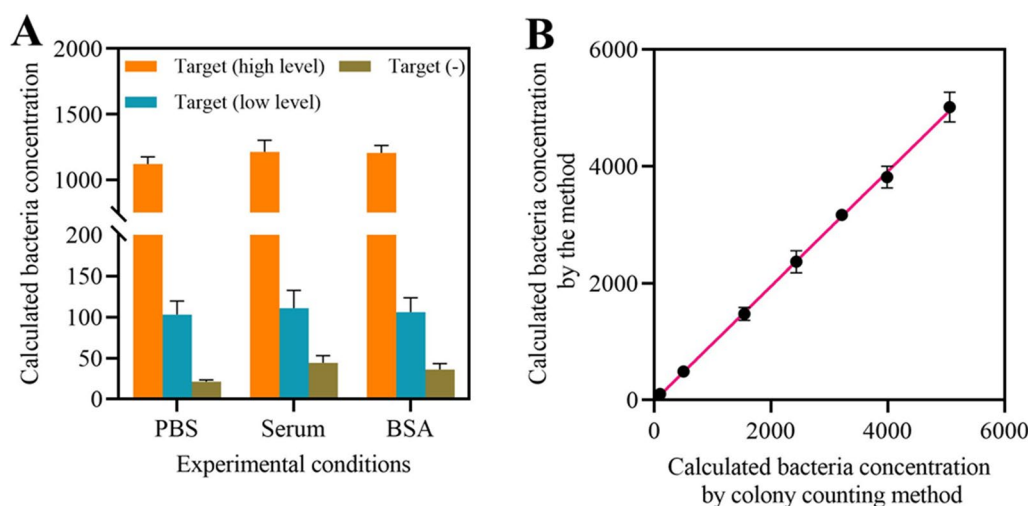 A
Calculated bacteria concentration
2000
1500
1000
200
150
100
50
0
Target (high level)
Target (-)
Target (low level)
PBS
Serum
BSA
Experimental conditions
B
Calculated bacteria concentration
by the method
6000
4000
2000
0
0
2000
4000
6000
Calculated bacteria concentration
by colony counting method